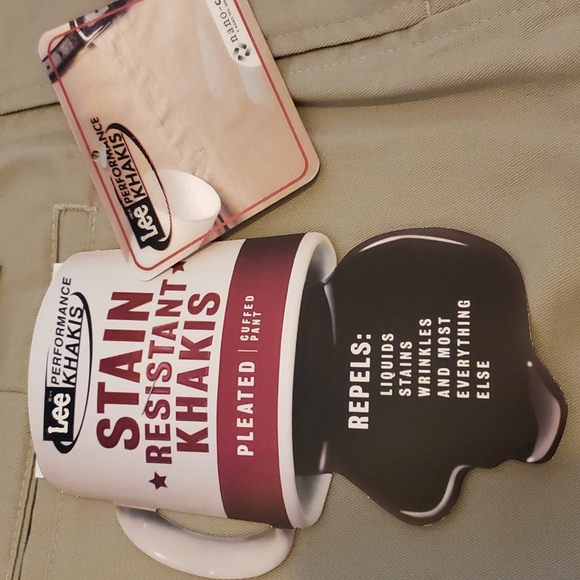 Lee
PERFORMANCE
KHAKIS
STAIN
RESISTANT
KHAKIS
PLEATED | CUFFED
PANT
REPELS:
LIQUIDS
STAINS
WRINKLES
AND MOST
EVERYTHING
ELSE
Lee
PERFORMANCE
KHAKIS